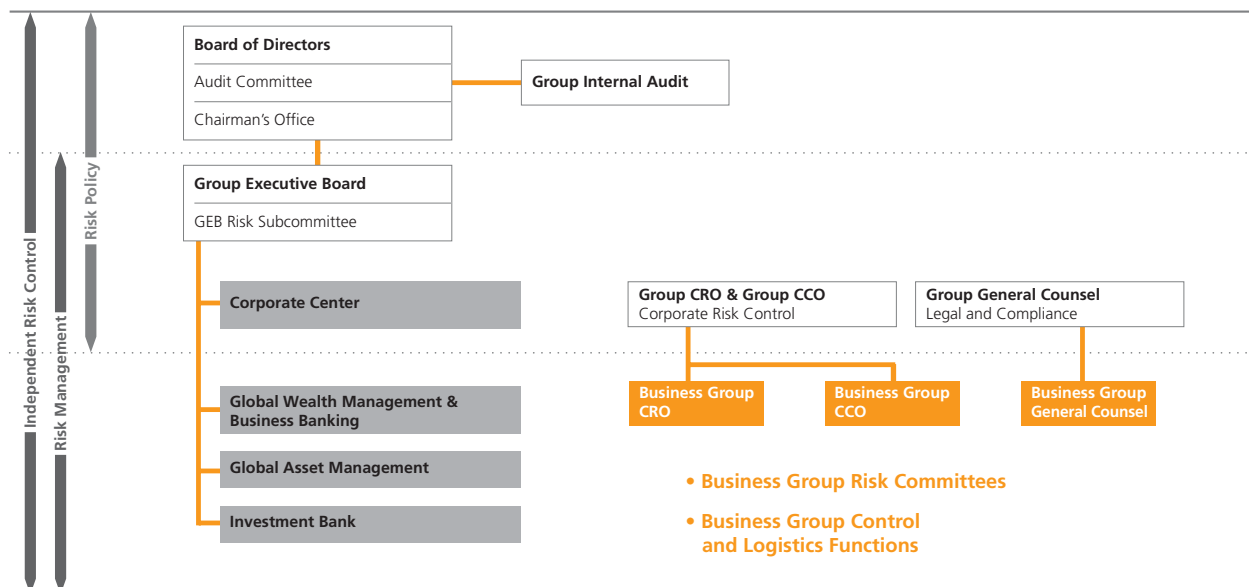 Board of Directors
Audit Committee
Chairman's Office
Group Internal Audit
Group Executive Board
GEB Risk Subcommittee
Corporate Center
Global Wealth Management &
Business Banking
Global Asset Management
Investment Bank
Group CRO & Group CCO
Corporate Risk Control
Group General Counsel
Legal and Compliance
Business Group
CRO
Business Group
CCO
Business Group
General Counsel
• Business Group Risk Committees
• Business Group Control
and Logistics Functions
Independent Risk Control
Risk Management
Risk Policy